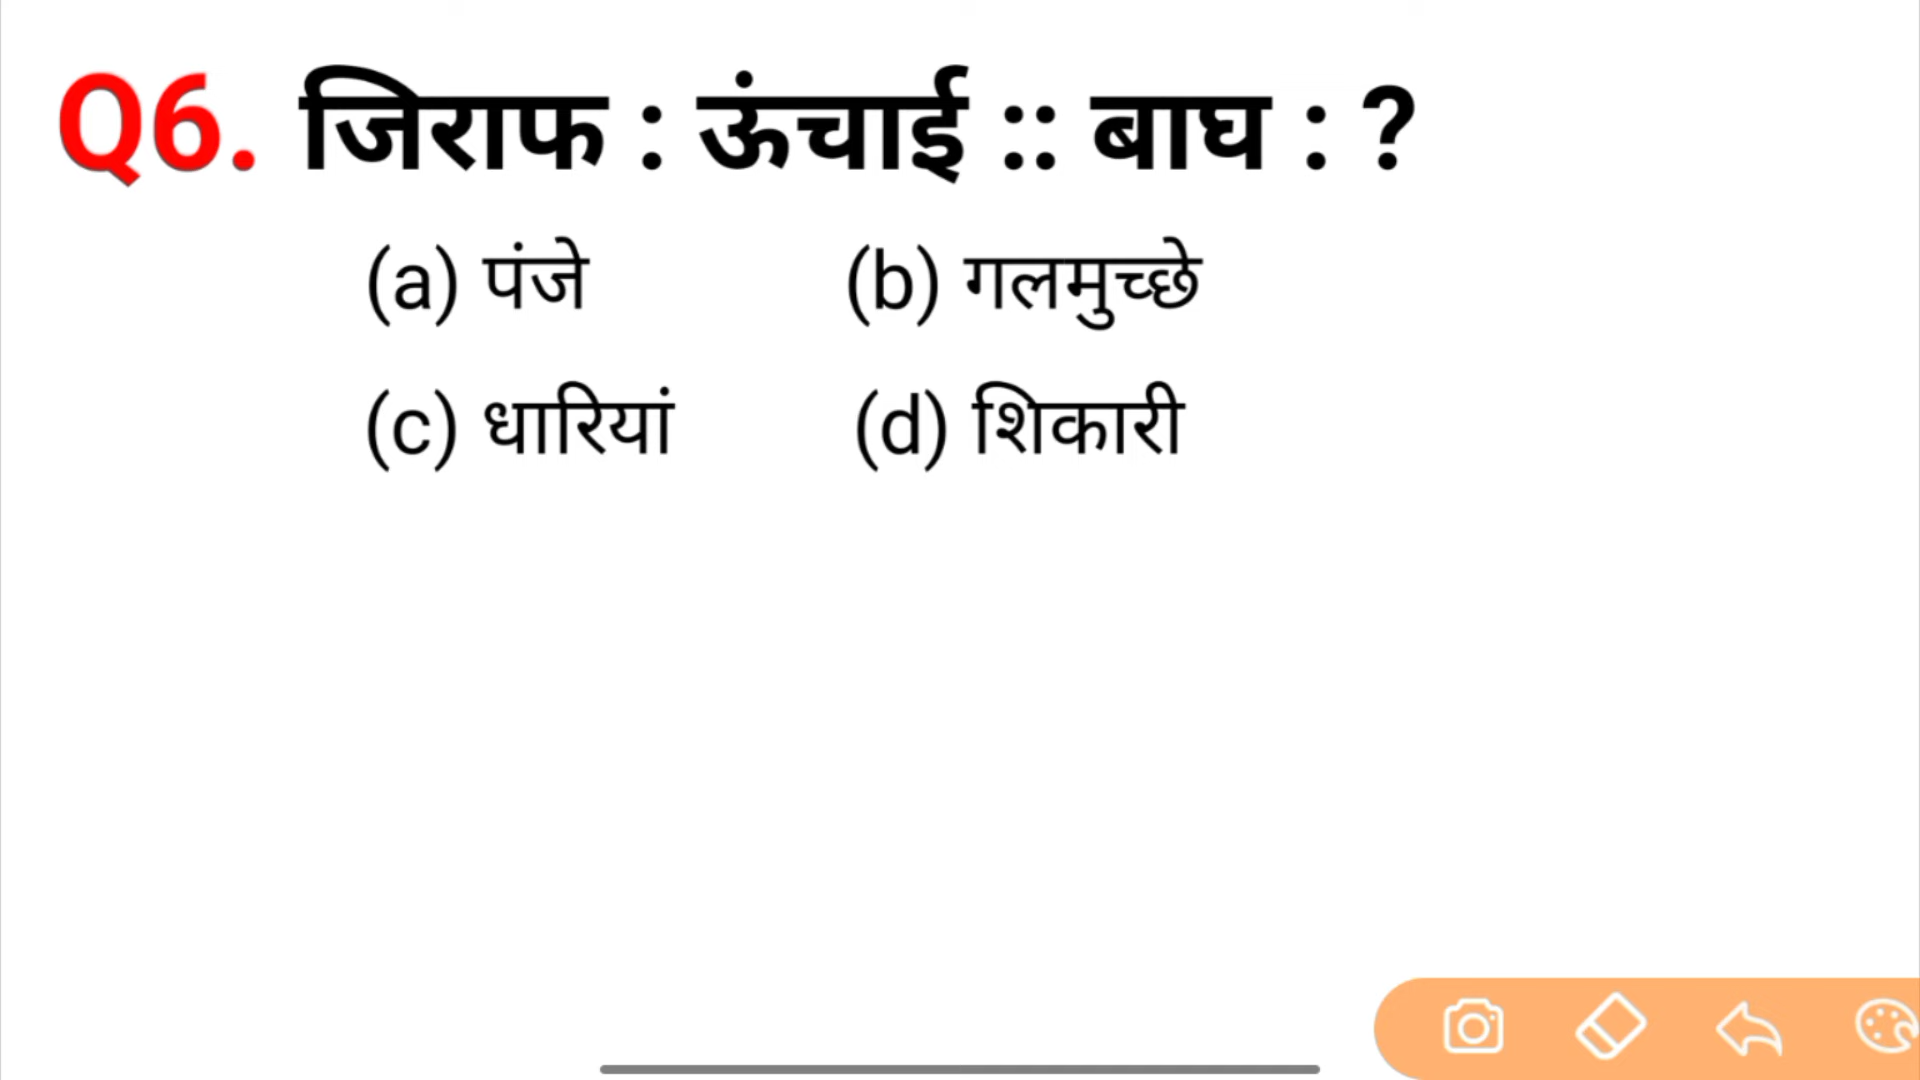 Q6. जिराफ : ऊंचाई :: बाघ : ?
(a) पंजे (b) गलमुच्छे
(c) धारियां (d) शिकारी